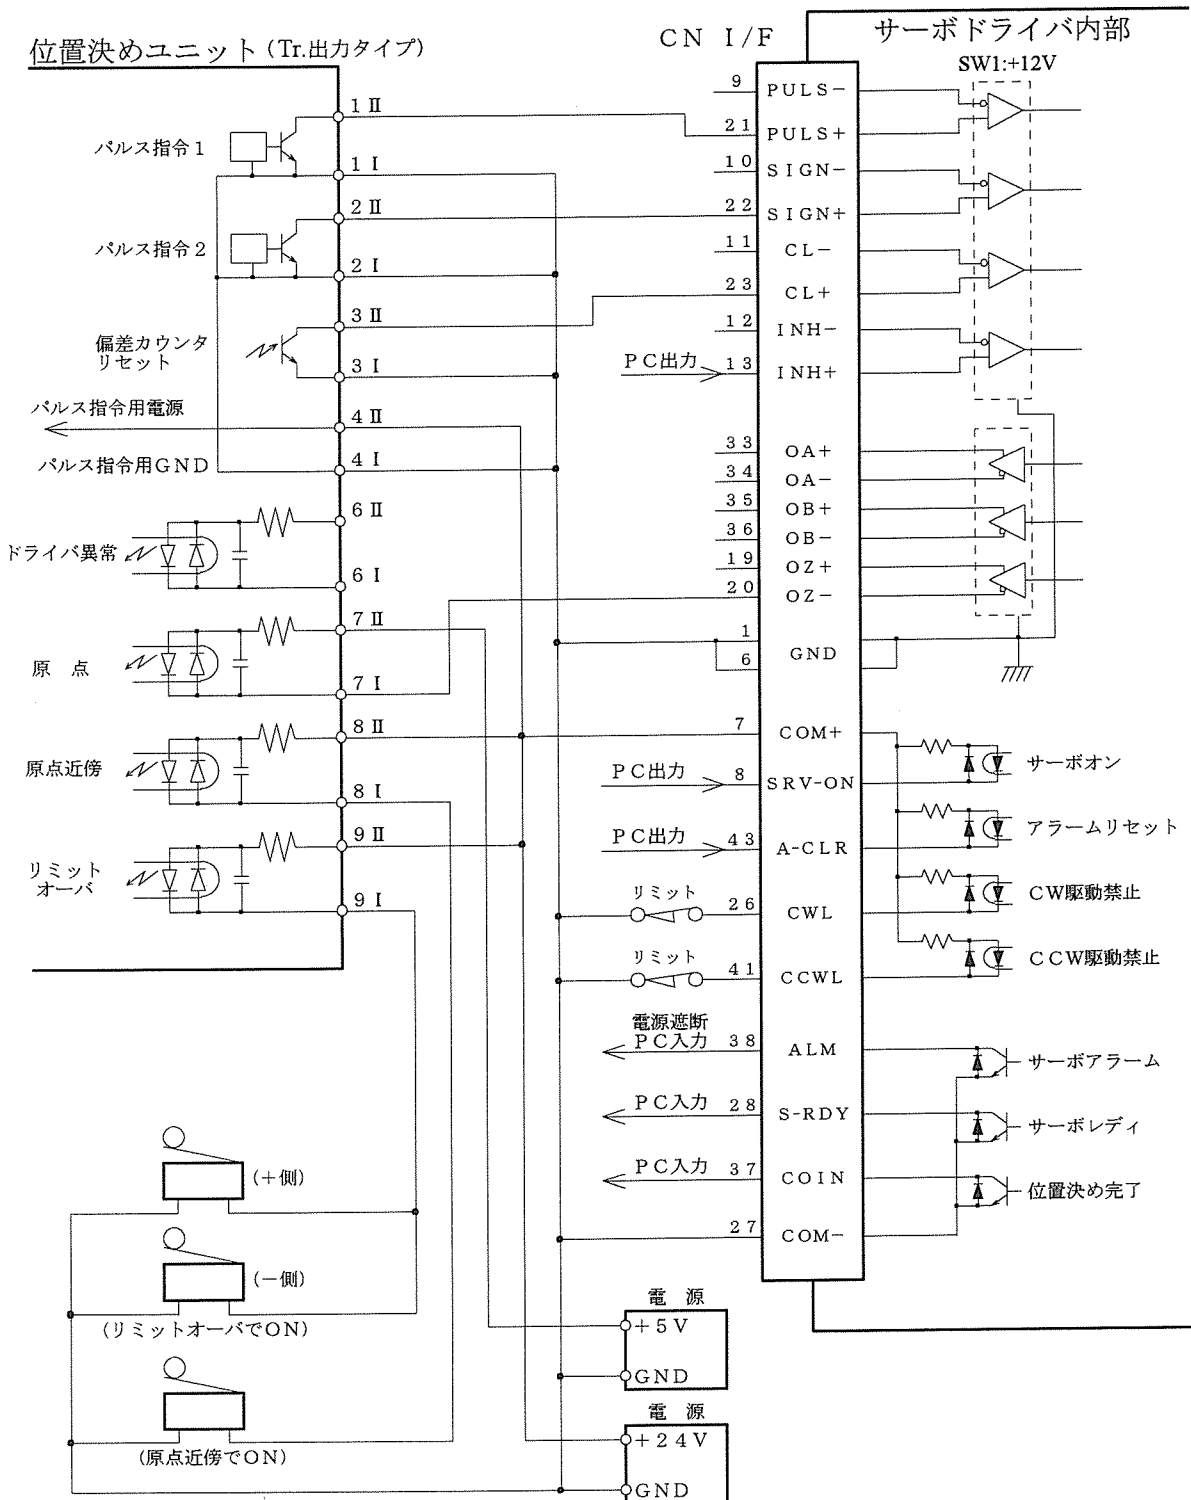 位置決めユニット（Tr.出力タイプ）
パルス指令１
1 Ⅱ
1 Ⅰ
パルス指令２
2 Ⅱ
2 Ⅰ
偏差カウンタ
リセット
3 Ⅱ
3 Ⅰ
パルス指令用電源
4 Ⅱ
パルス指令用GND
4 Ⅰ
ドライバ異常
6 Ⅱ
6 Ⅰ
原 点
7 Ⅱ
7 Ⅰ
原点近傍
8 Ⅱ
8 Ⅰ
リミット
オーバ
9 Ⅱ
9 Ⅰ
(＋側)
(－側)
(リミットオーバでON)
(原点近傍でON)
CN I/F
サーボドライバ内部
SW1:+12V
9 PULS−
21 PULS+
10 SIGN−
22 SIGN+
11 CL−
23 CL+
12 INH−
PC出力 13 INH+
33 OA+
34 OA−
35 OB+
36 OB−
19 OZ+
20 OZ−
1
6
GND
7 COM+
PC出力 8 SRV-ON サーボオン
PC出力 43 A-CLR アラームリセット
リミット
26 CWL CW駆動禁止
リミット
41 CCWL CCW駆動禁止
電源遮断
PC入力 38 ALM サーボアラーム
PC入力 28 S-RDY サーボレディ
PC入力 37 COIN 位置決め完了
27 COM−
電 源
+5V
GND
電 源
+24V
GND